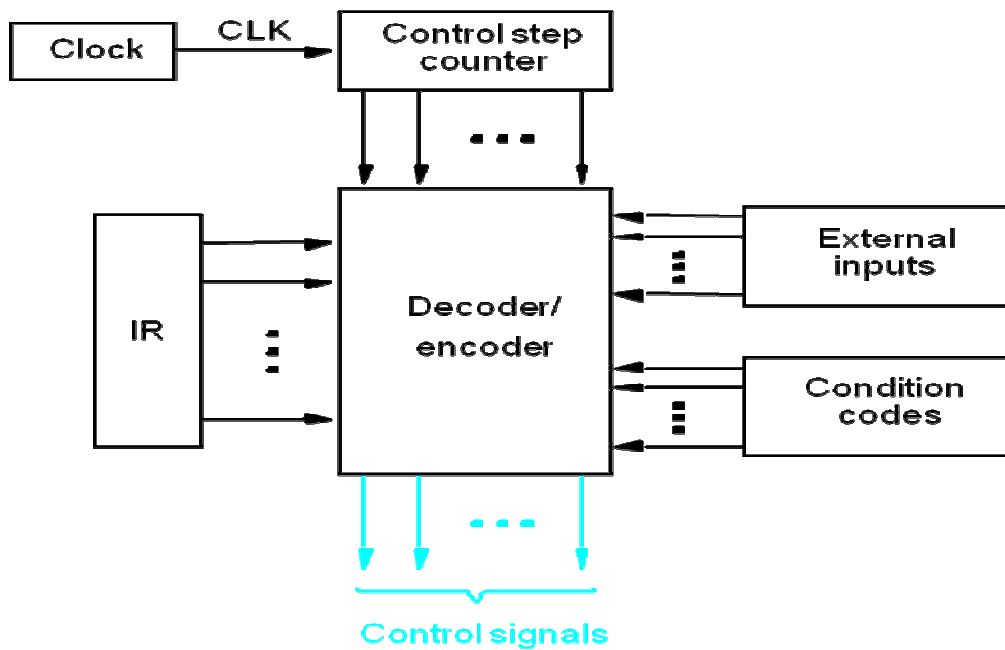 Clock
CLK
Control step
counter
IR
Decoder/
encoder
External
inputs
Condition
codes
Control signals